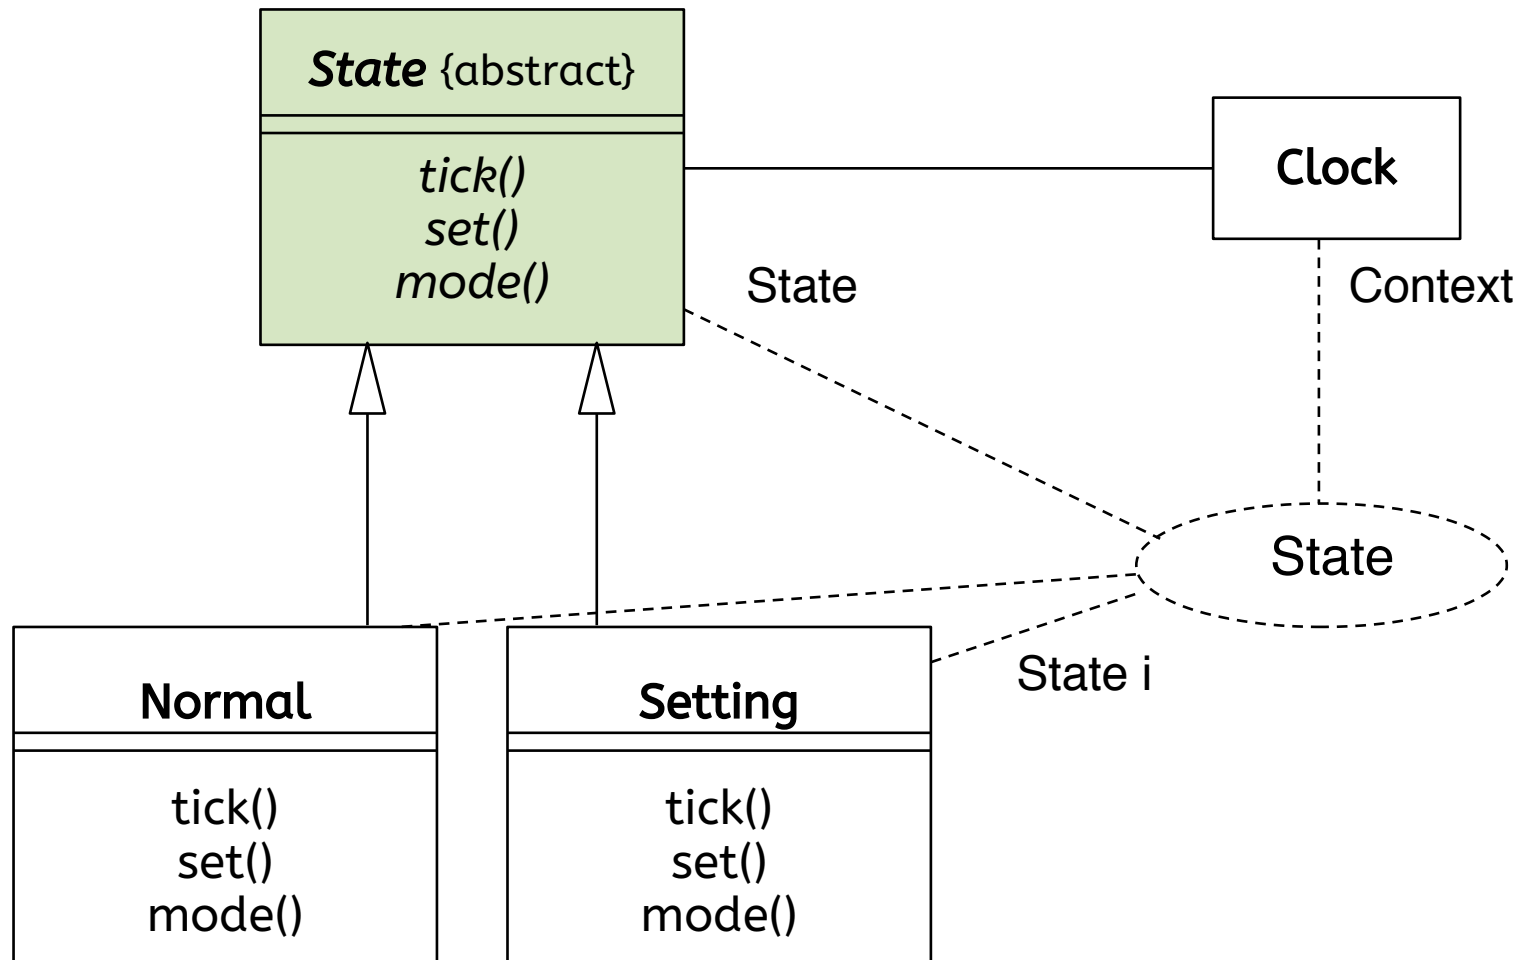 State {abstract}
tick()
set()
mode()
Clock
State
Context
State
State i
Normal
tick()
set()
mode()
Setting
tick()
set()
mode()